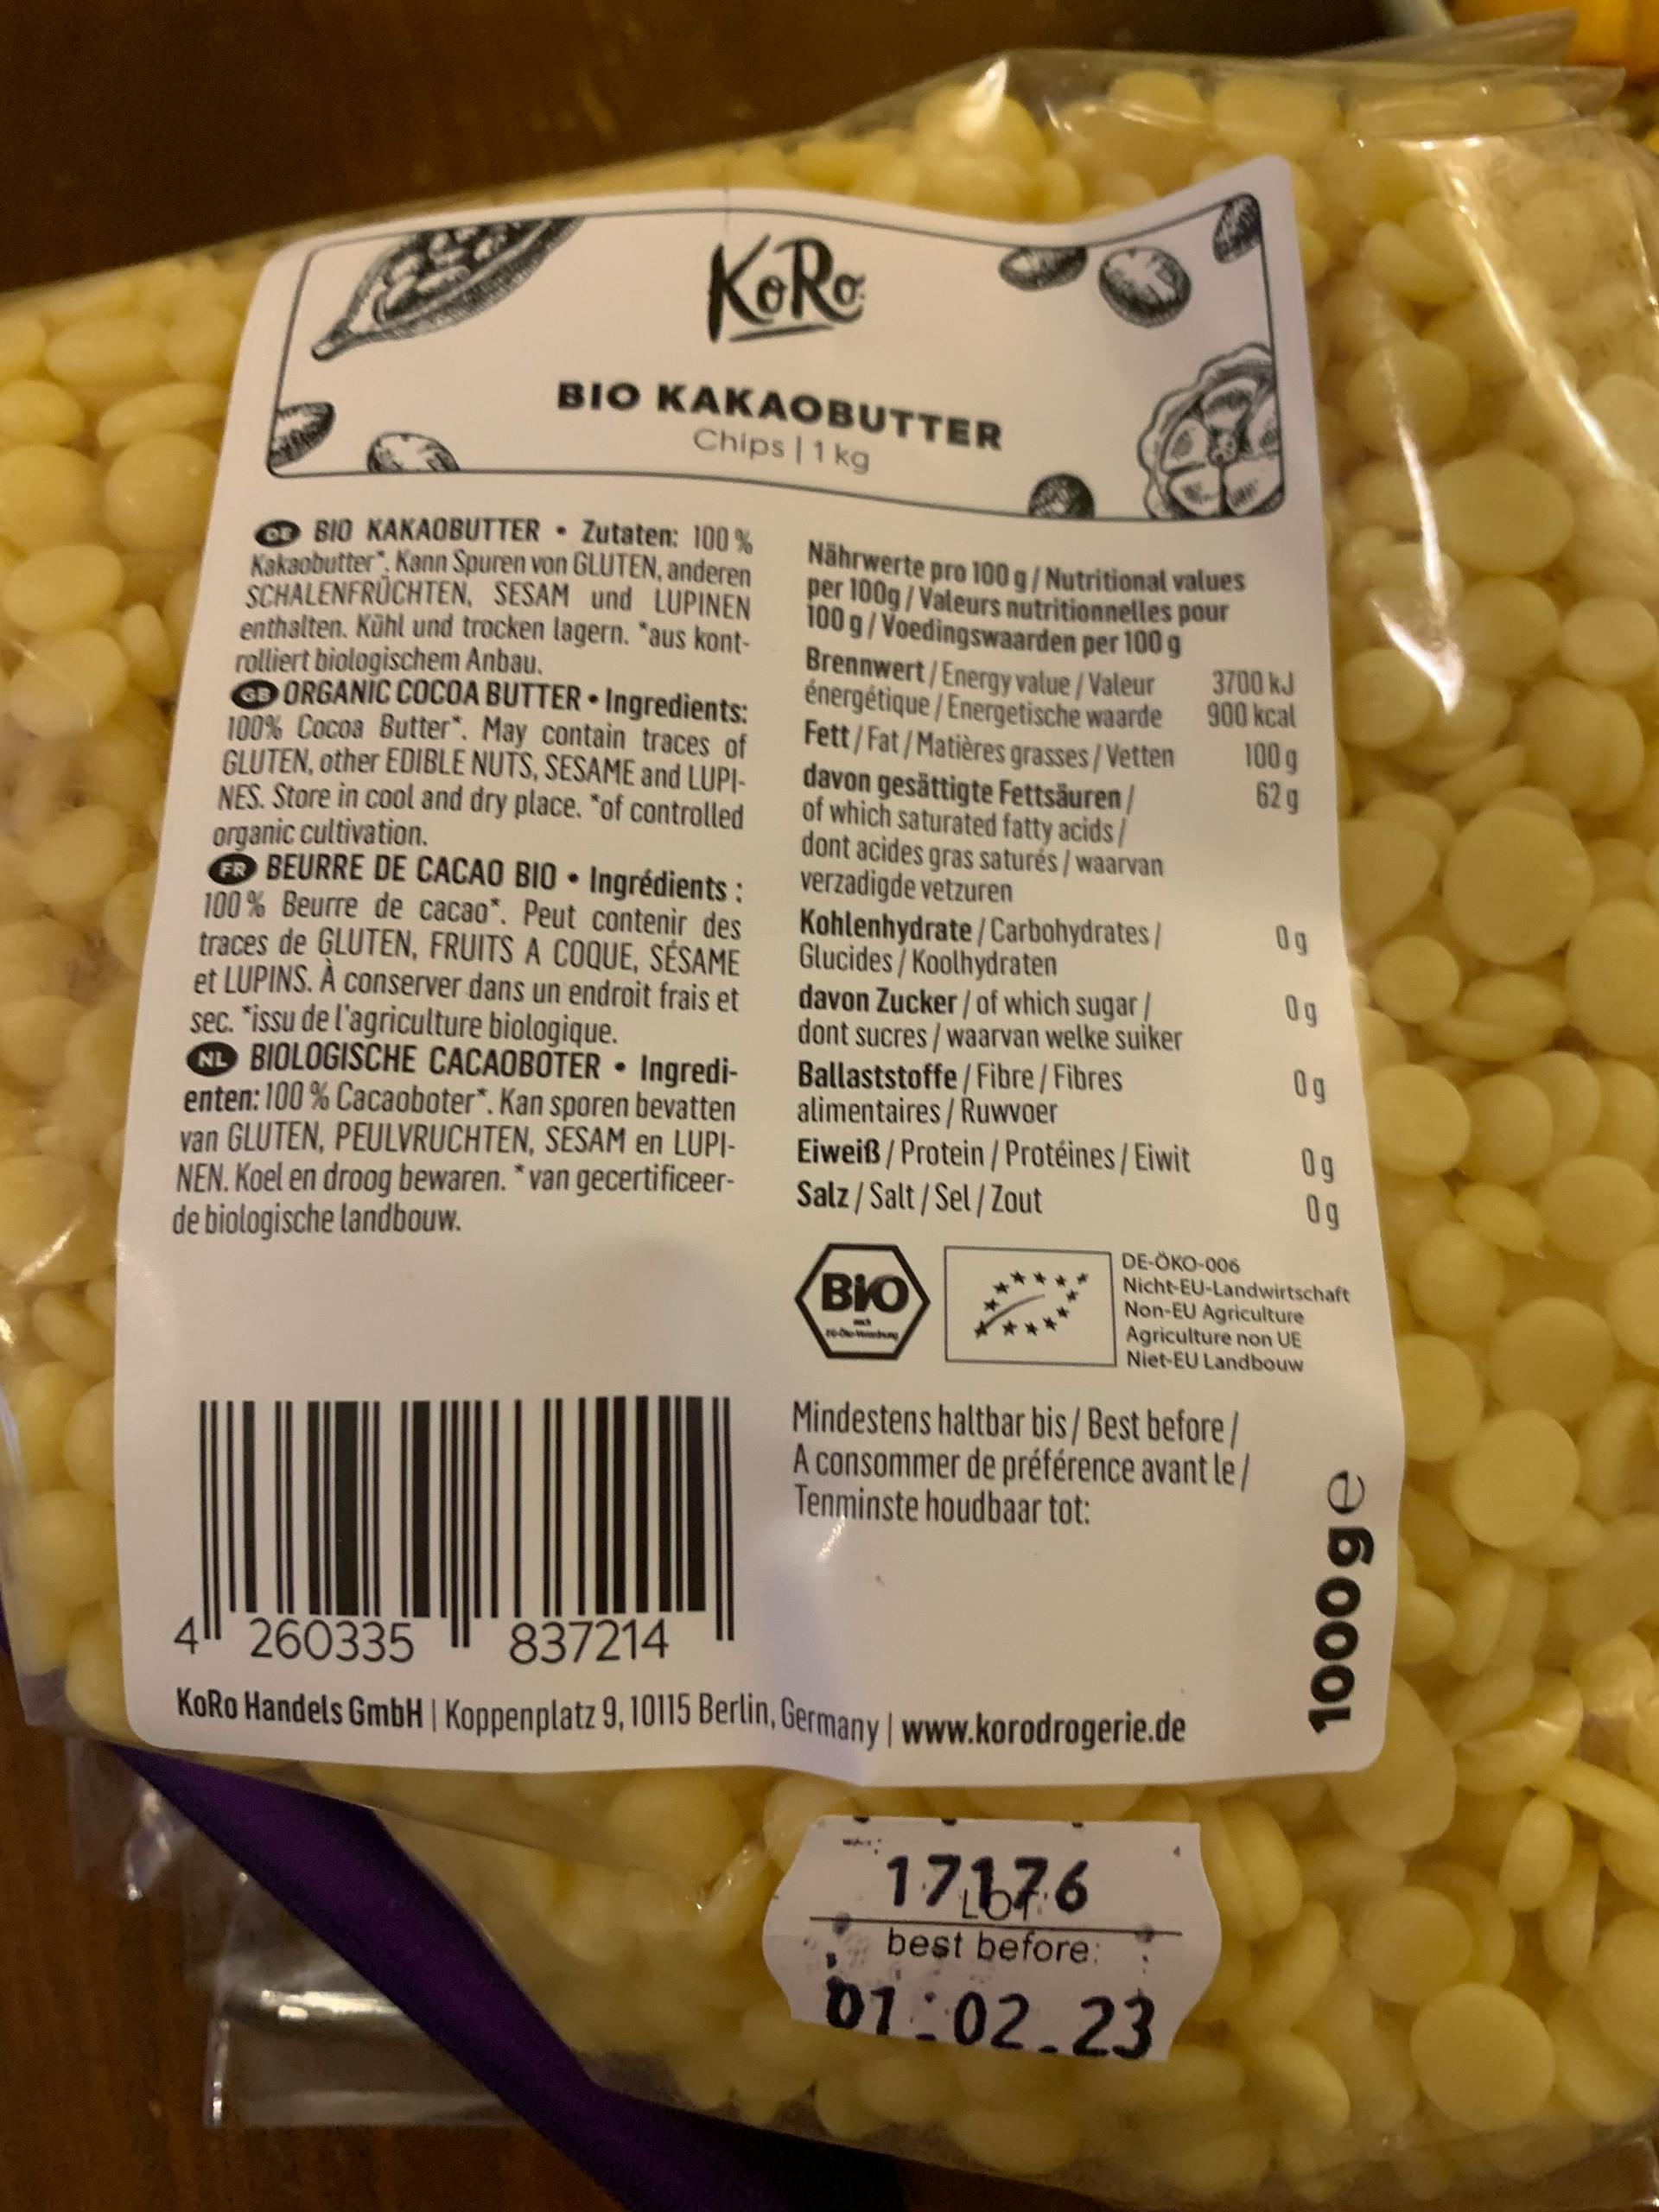 KoRo
BIO KAKAOBUTTER
Chips | 1 kg
DE BIO KAKAOBUTTER • Zutaten: 100 %
Kakaobutter*. Kann Spuren von GLUTEN, anderen
SCHALENFRÜCHTEN, SESAM und LUPINEN
enthalten. Kühl und trocken lagern. *aus kont-
rolliert biologischem Anbau.
GB ORGANIC COCOA BUTTER • Ingredients:
100% Cocoa Butter*. May contain traces of
GLUTEN, other EDIBLE NUTS, SESAME and LUPI-
NES. Store in cool and dry place. *of controlled
organic cultivation.
FR BEURRE DE CACAO BIO • Ingrédients :
100 % Beurre de cacao*. Peut contenir des
traces de GLUTEN, FRUITS A COQUE, SÉSAME
et LUPINS. À conserver dans un endroit frais et
sec. *issu de l'agriculture biologique.
NL BIOLOGISCHE CACAOBOTER • Ingredi-
enten: 100 % Cacaoboter*. Kan sporen bevatten
van GLUTEN, PEULVRUCHTEN, SESAM en LUPI-
NEN. Koel en droog bewaren. * van gecertificeer-
de biologische landbouw.
Nährwerte pro 100 g / Nutritional values
per 100g / Valeurs nutritionnelles pour
100 g / Voedingswaarden per 100 g
Brennwert / Energy value / Valeur 3700 kJ
énergétique / Energetische waarde 900 kcal
Fett / Fat / Matières grasses / Vetten 100 g
davon gesättigte Fettsäuren / 62 g
of which saturated fatty acids /
dont acides gras saturés / waarvan
verzadigde vetzuren
Kohlenhydrate / Carbohydrates / 0 g
Glucides / Koolhydraten
davon Zucker / of which sugar / 0 g
dont sucres / waarvan welke suiker
Ballaststoffe / Fibre / Fibres 0 g
alimentaires / Ruwvoer
Eiweiß / Protein / Protéines / Eiwit 0 g
Salz / Salt / Sel / Zout 0 g
BIO
nach
EG-Öko-Verordnung
DE-ÖKO-006
Nicht-EU-Landwirtschaft
Non-EU Agriculture
Agriculture non UE
Niet-EU Landbouw
Mindestens haltbar bis / Best before /
A consommer de préférence avant le /
Tenminste houdbaar tot:
1000 g e
4 260335 837214
KoRo Handels GmbH | Koppenplatz 9, 10115 Berlin, Germany | www.korodrogerie.de
17176
LOT:
best before:
01.02.23